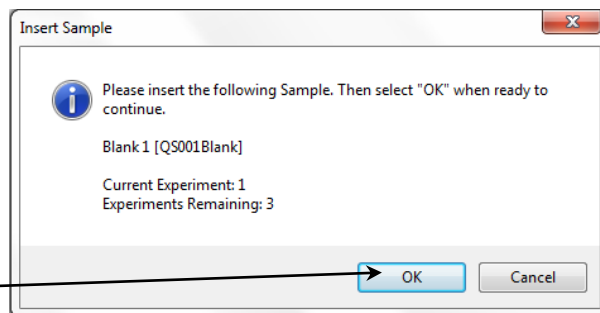 Insert Sample
Please insert the following Sample. Then select "OK" when ready to
continue.
Blank 1 [QS001Blank]
Current Experiment: 1
Experiments Remaining: 3
OK
Cancel